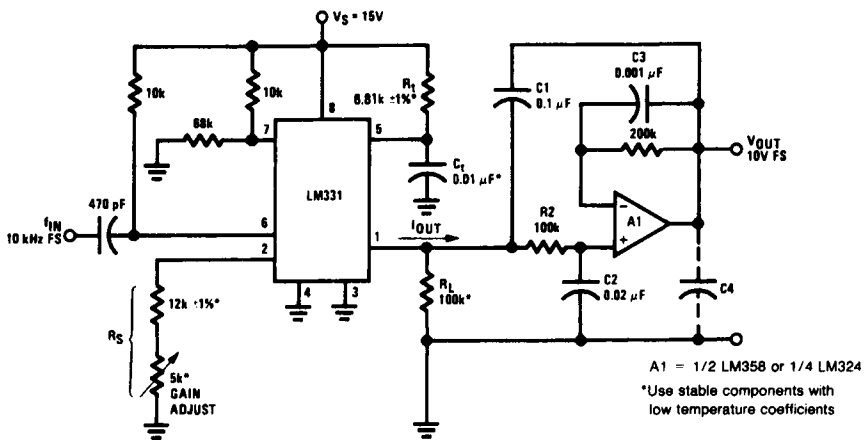 VS = 15V
10k
10k
Rt
6.81k ±1%*
C1
0.1 µF
C3
0.001 µF
200k
68k
7
8
5
Ct
0.01 µF*
LM331
VOUT
10V FS
470 pF
fIN
10 kHz FS
6
2
1
IOUT
R2
100k
−
+
A1
RL
100k*
C2
0.02 µF
C4
4
3
12k ±1%*
RS
5k*
GAIN
ADJUST
A1 = 1/2 LM358 or 1/4 LM324
*Use stable components with
low temperature coefficients